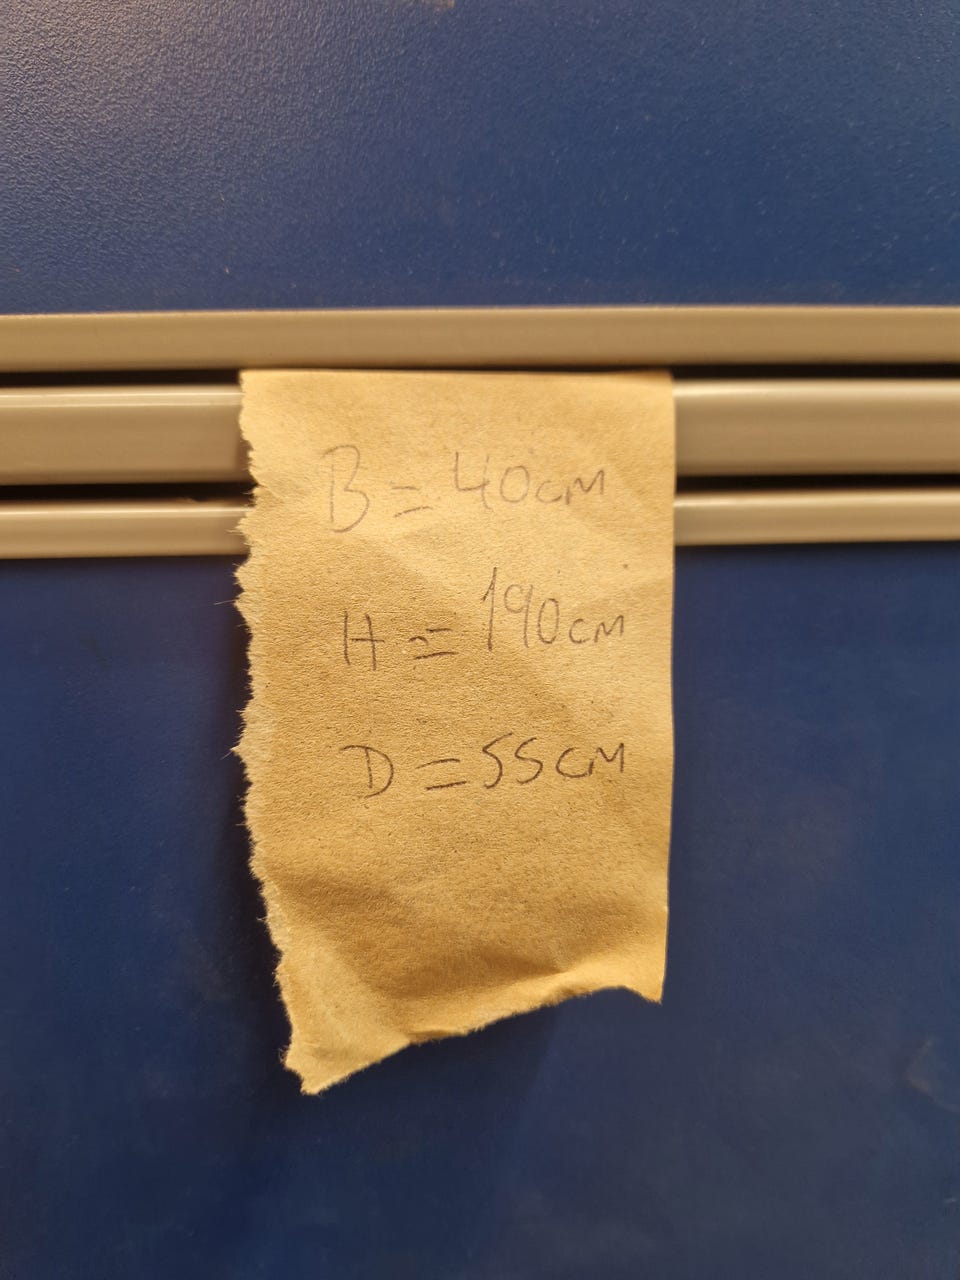 B = 40cm
H = 190cm
D = 55cm